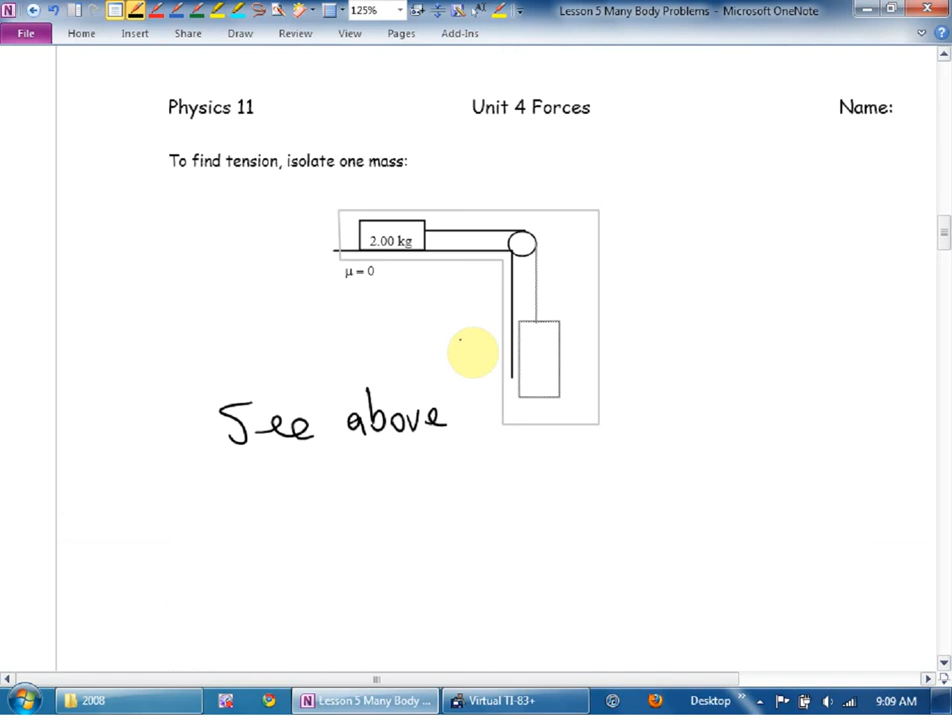 Lesson 5 Many Body Problems - Microsoft OneNote
125%
File Home Insert Share Draw Review View Pages Add-Ins
Physics 11 Unit 4 Forces Name:
To find tension, isolate one mass:
2.00 kg
μ = 0
See above
2008 Lesson 5 Many Body ... Virtual TI-83+ Desktop 9:09 AM